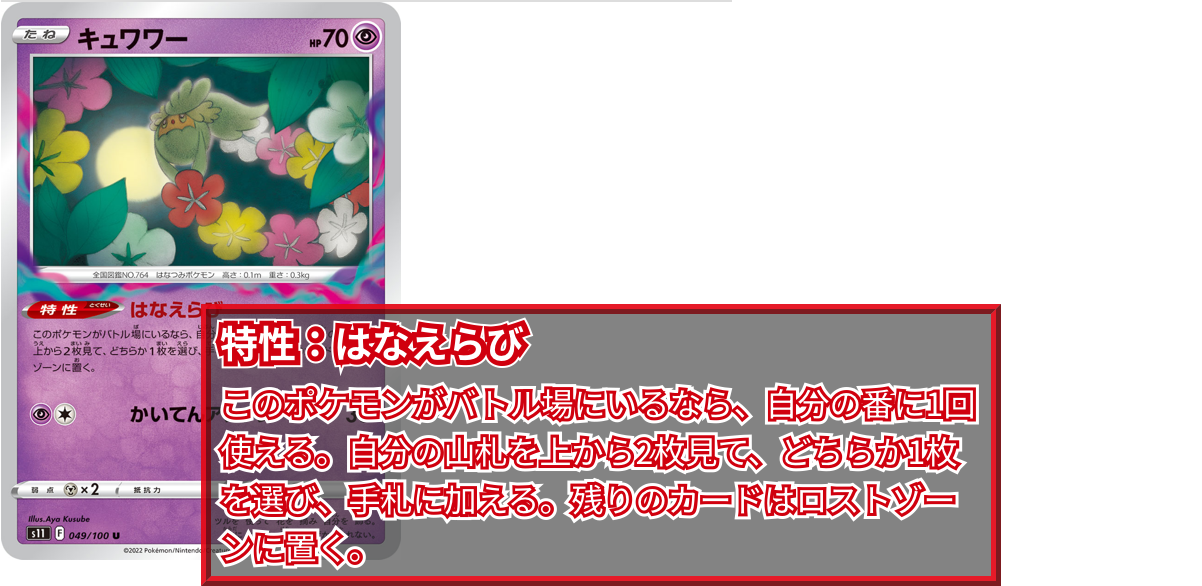 たね キュワワー HP70
全国図鑑NO.764 はなつみポケモン 高さ：0.1m 重さ：0.3kg
特性 とくせい はなえらび
このポケモンがバトル場にいるなら、自
上から2枚見て、どちらか1枚を選び、
ゾーンに置く。
かいてんア
特性：はなえらび
このポケモンがバトル場にいるなら、自分の番に1回
使える。自分の山札を上から2枚見て、どちらか1枚
を選び、手札に加える。残りのカードはロストゾー
ンに置く。
弱点 ×2 抵抗力
Illus.Aya Kusube
s11 F 049/100 U
©2022 Pokémon/Nintendo